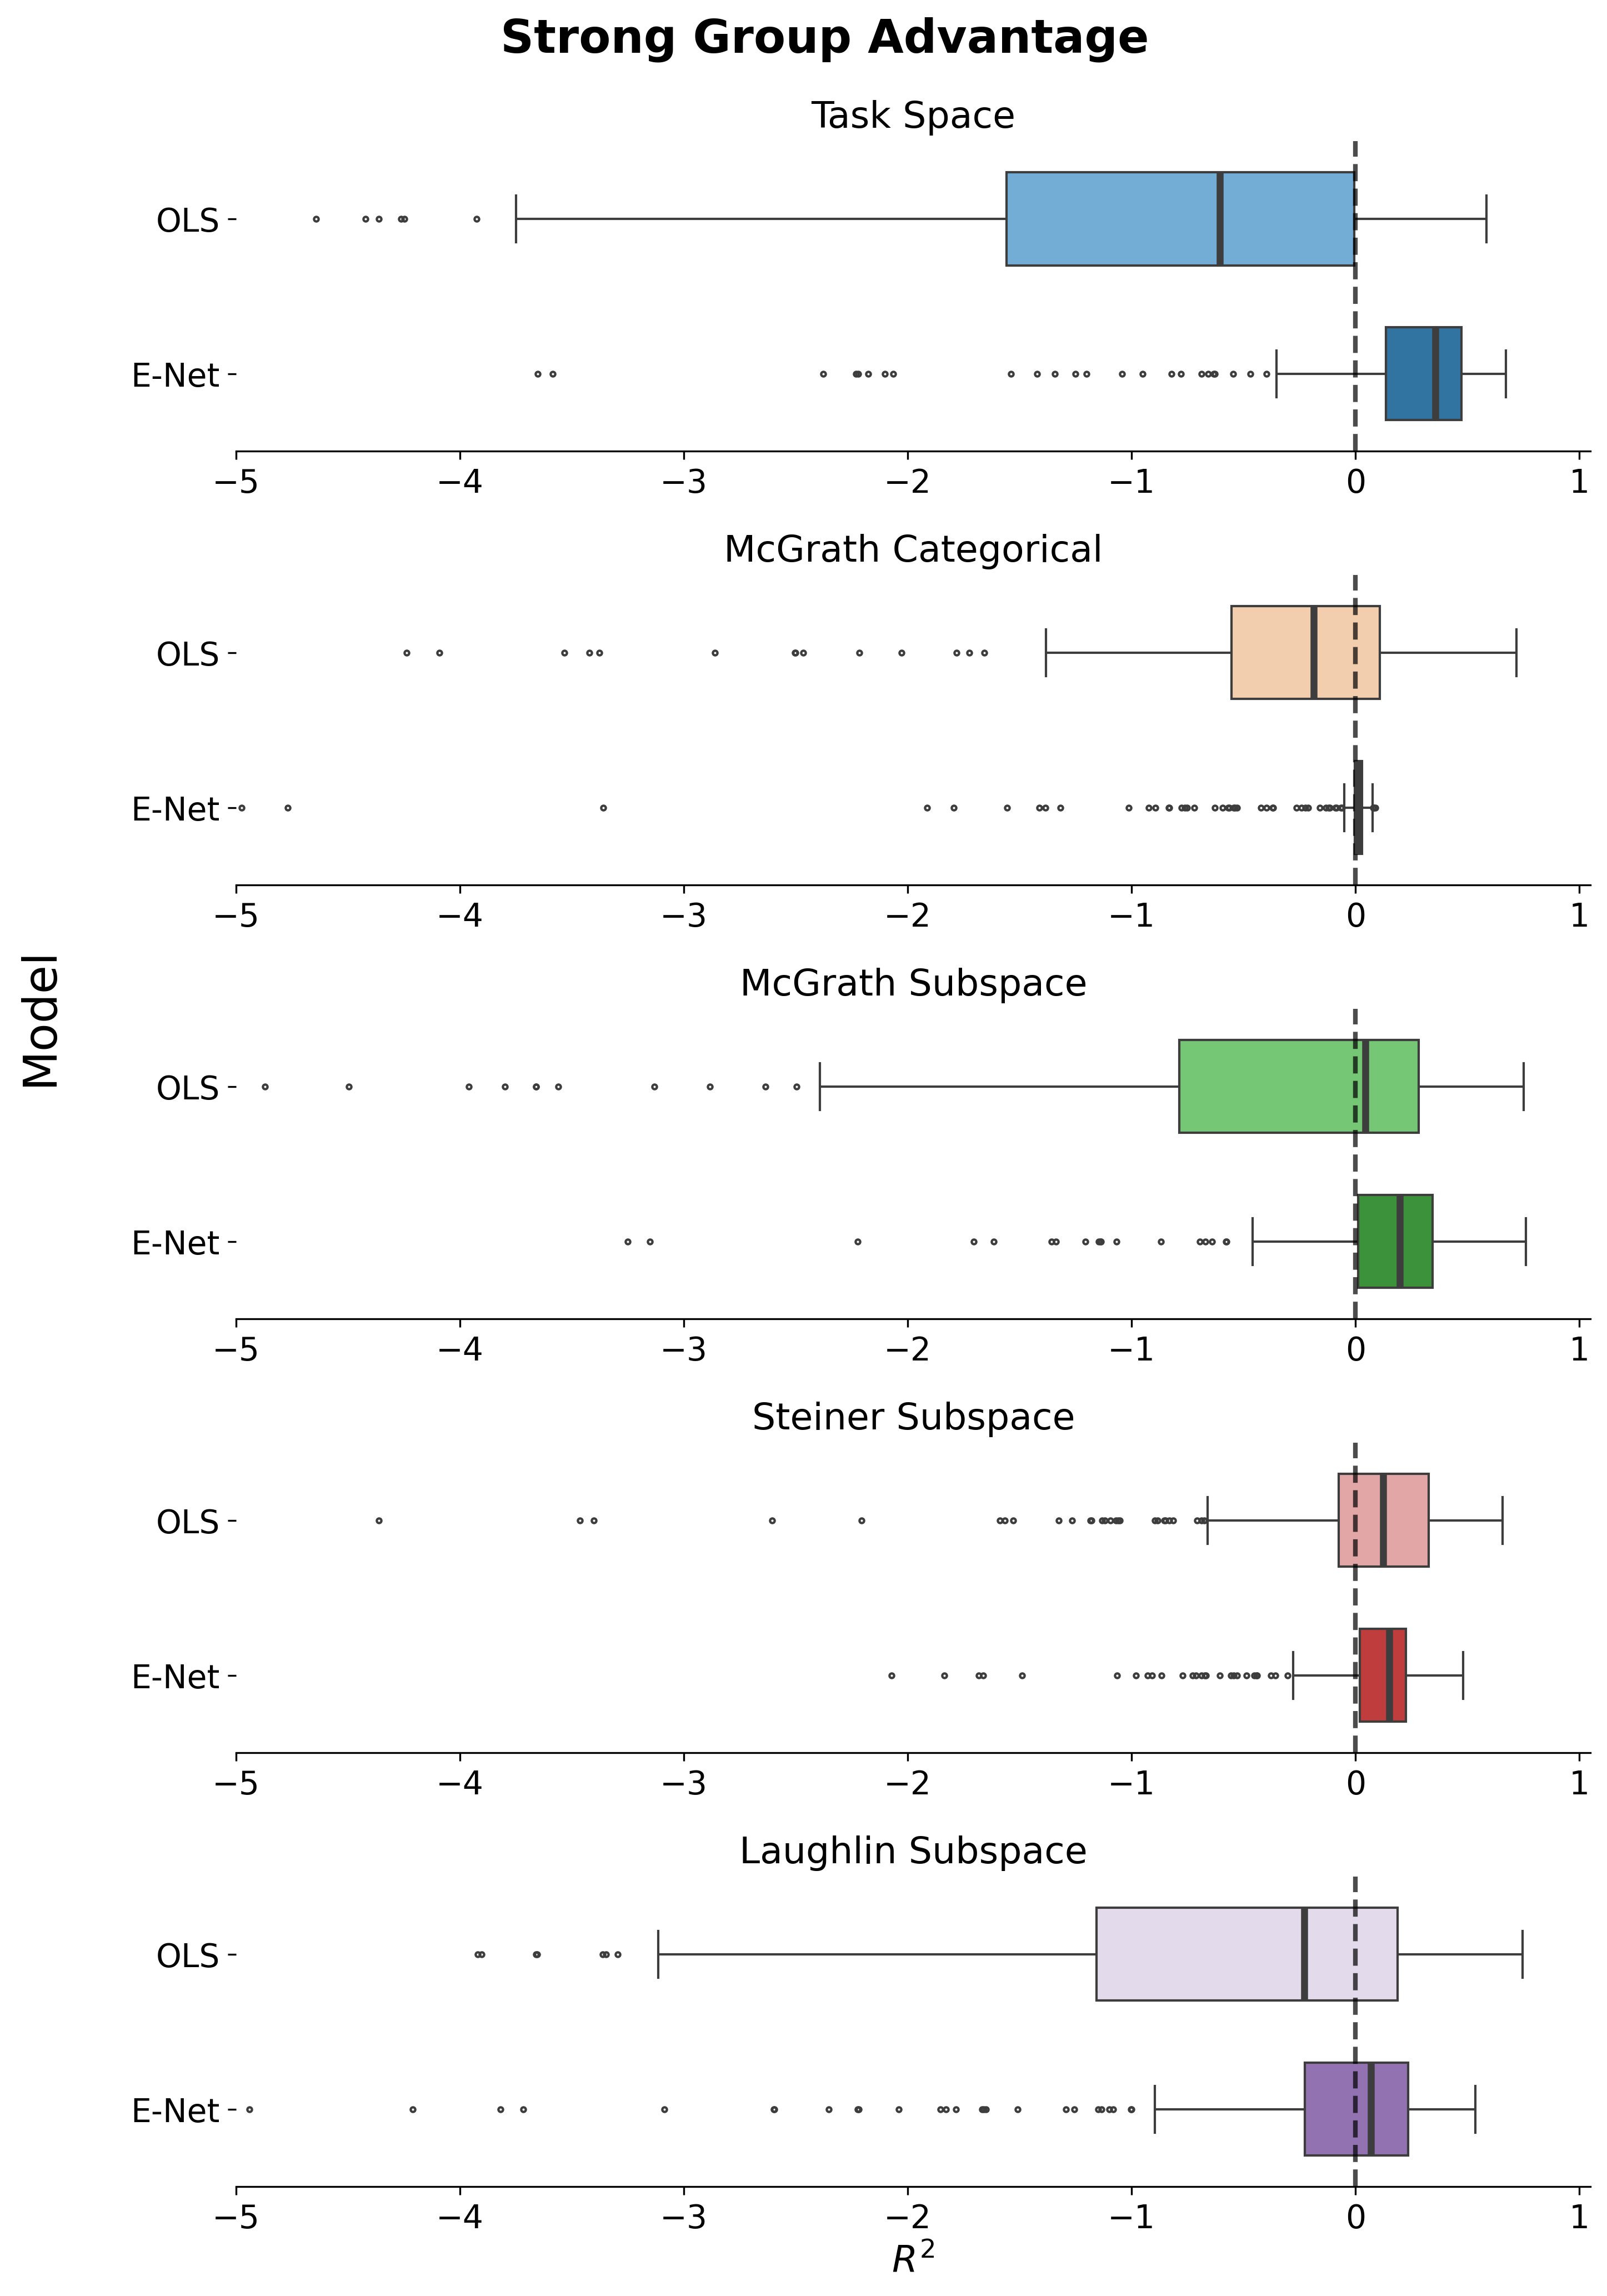 Strong Group Advantage
Task Space
OLS
E-Net
−5 −4 −3 −2 −1 0 1
McGrath Categorical
OLS
E-Net
−5 −4 −3 −2 −1 0 1
Model
McGrath Subspace
OLS
E-Net
−5 −4 −3 −2 −1 0 1
Steiner Subspace
OLS
E-Net
−5 −4 −3 −2 −1 0 1
Laughlin Subspace
OLS
E-Net
−5 −4 −3 −2 −1 0 1
R²